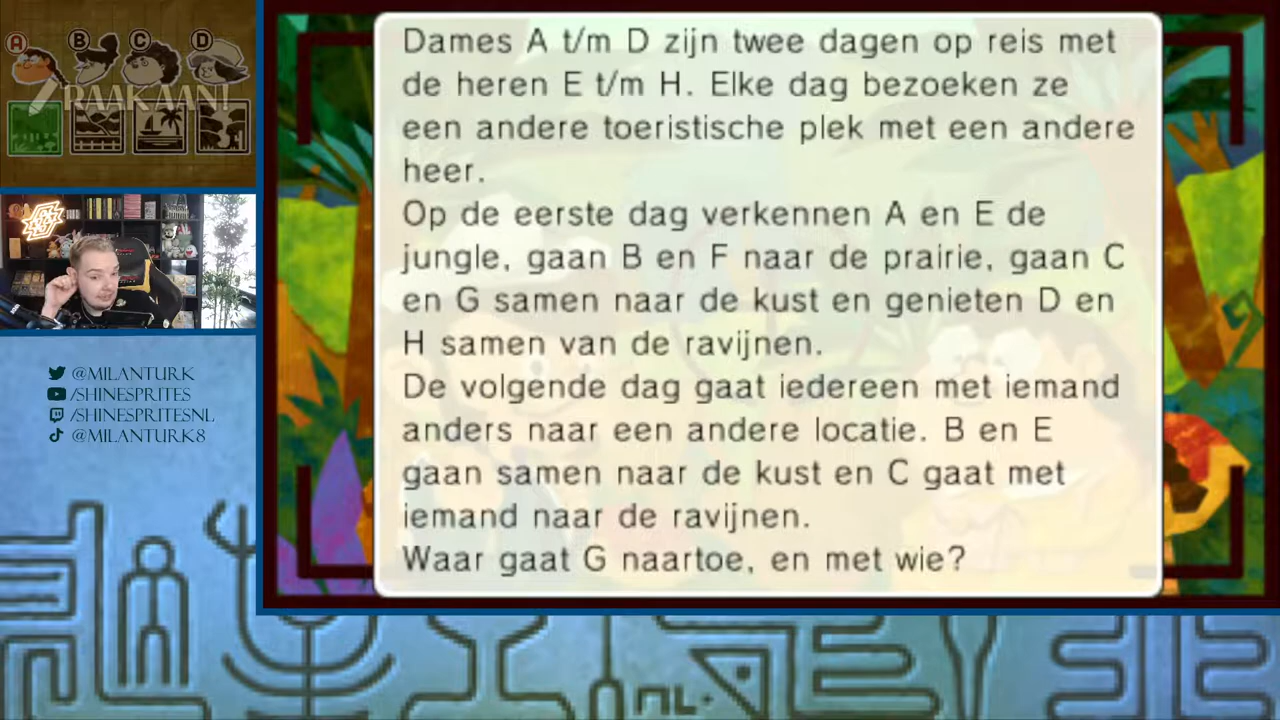 A B C D
RAAK AAN!
Dames A t/m D zijn twee dagen op reis met
de heren E t/m H. Elke dag bezoeken ze
een andere toeristische plek met een andere
heer.
Op de eerste dag verkennen A en E de
jungle, gaan B en F naar de prairie, gaan C
en G samen naar de kust en genieten D en
H samen van de ravijnen.
De volgende dag gaat iedereen met iemand
anders naar een andere locatie. B en E
gaan samen naar de kust en C gaat met
iemand naar de ravijnen.
Waar gaat G naartoe, en met wie?
@MILANTURK
/SHINESPRITES
/SHINESPRITESNL
@MILANTURK8